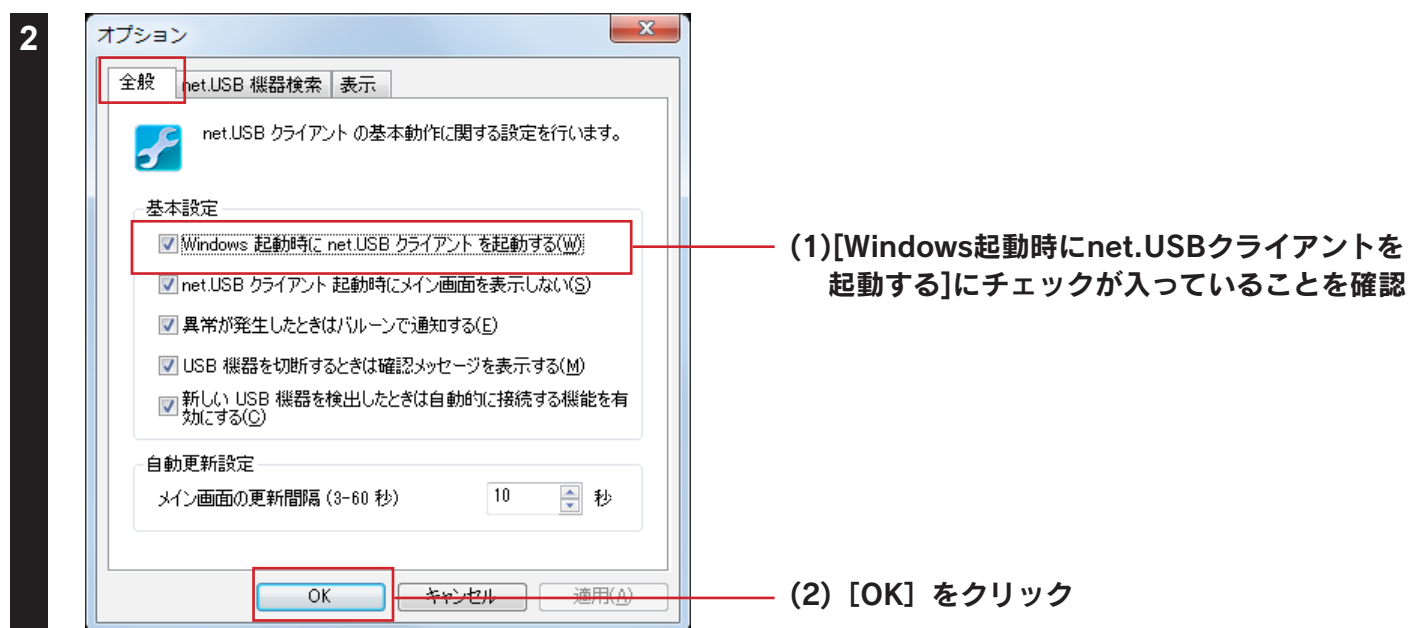 2
オプション
全般 net.USB 機器検索 表示
net.USB クライアント の基本動作に関する設定を行います。
基本設定
Windows 起動時に net.USB クライアント を起動する(W)
net.USB クライアント 起動時にメイン画面を表示しない(S)
異常が発生したときはバルーンで通知する(E)
USB 機器を切断するときは確認メッセージを表示する(M)
新しい USB 機器を検出したときは自動的に接続する機能を有
効にする(C)
自動更新設定
メイン画面の更新間隔 (3-60 秒) 10 秒
OK キャンセル 適用(A)
(1)[Windows起動時にnet.USBクライアントを
起動する]にチェックが入っていることを確認
(2)［OK］をクリック